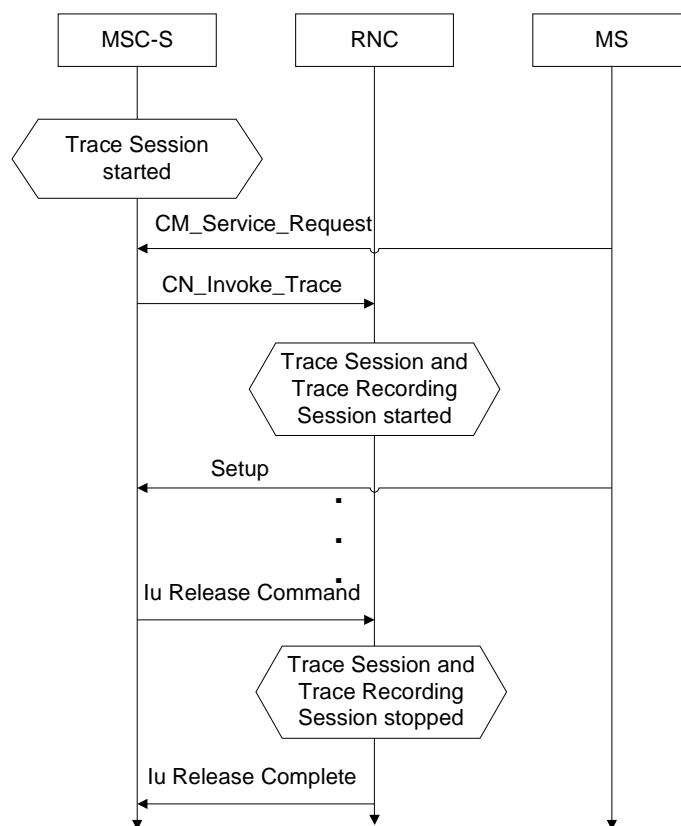 MSC-S
RNC
MS
Trace Session
started
CM_Service_Request
CN_Invoke_Trace
Trace Session and
Trace Recording
Session started
Setup
Iu Release Command
Trace Session and
Trace Recording
Session stopped
Iu Release Complete